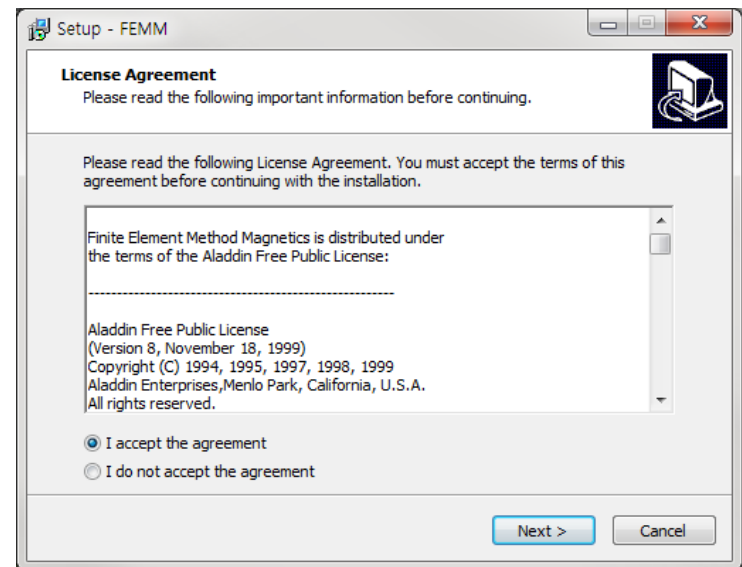 Setup - FEMM
License Agreement
Please read the following important information before continuing.
Please read the following License Agreement. You must accept the terms of this
agreement before continuing with the installation.
Finite Element Method Magnetics is distributed under
the terms of the Aladdin Free Public License:
------------------------------------------------------
Aladdin Free Public License
(Version 8, November 18, 1999)
Copyright (C) 1994, 1995, 1997, 1998, 1999
Aladdin Enterprises,Menlo Park, California, U.S.A.
All rights reserved.
I accept the agreement
I do not accept the agreement
Next >
Cancel